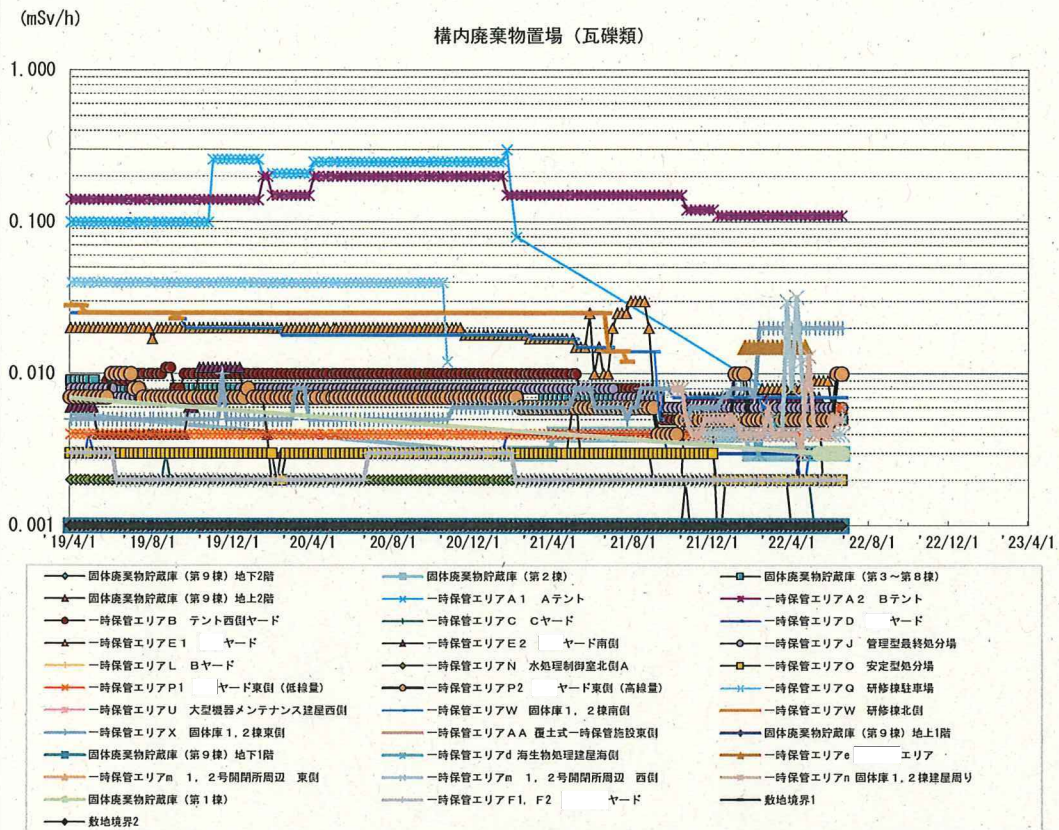 (mSv/h)
構内廃棄物置場（瓦礫類）
1.000
0.100
0.010
0.001
'19/4/1 '19/8/1 '19/12/1 '20/4/1 '20/8/1 '20/12/1 '21/4/1 '21/8/1 '21/12/1 '22/4/1 '22/8/1 '22/12/1 '23/4/1
固体廃棄物貯蔵庫（第9棟）地下2階 固体廃棄物貯蔵庫（第2棟） 固体廃棄物貯蔵庫（第3～第8棟）
固体廃棄物貯蔵庫（第9棟）地上2階 一時保管エリアA1 Aテント 一時保管エリアA2 Bテント
一時保管エリアB テント西側ヤード 一時保管エリアC Cヤード 一時保管エリアD ヤード
一時保管エリアE1 ヤード 一時保管エリアE2 ヤード南側 一時保管エリアJ 管理型最終処分場
一時保管エリアL Bヤード 一時保管エリアN 水処理制御室北側A 一時保管エリアO 安定型処分場
一時保管エリアP1 ヤード東側（低線量） 一時保管エリアP2 ヤード東側（高線量） 一時保管エリアQ 研修棟駐車場
一時保管エリアU 大型機器メンテナンス建屋西側 一時保管エリアW 固体庫1，2棟南側 一時保管エリアW 研修棟北側
一時保管エリアX 固体庫1,2棟東側 一時保管エリアAA 覆土式一時保管施設東側 固体廃棄物貯蔵庫（第9棟）地上1階
固体廃棄物貯蔵庫（第9棟）地下1階 一時保管エリアd 海生物処理建屋海側 一時保管エリアe エリア
一時保管エリアm 1，2号開閉所周辺 東側 一時保管エリアm 1，2号開閉所周辺 西側 一時保管エリアn 固体庫1,2棟建屋周り
固体廃棄物貯蔵庫（第1棟） 一時保管エリアF1, F2 ヤード 敷地境界1
敷地境界2